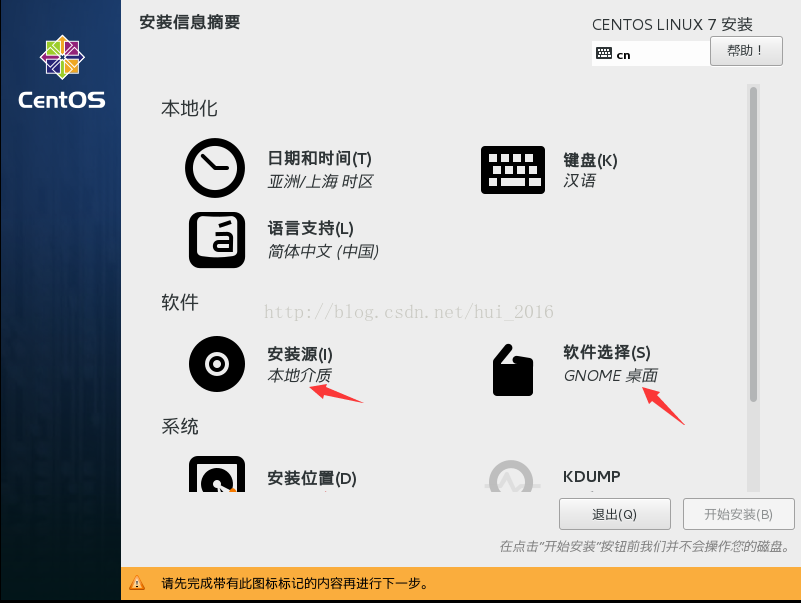 CentOS
安装信息摘要
CENTOS LINUX 7 安装
cn
帮助！
本地化
日期和时间(T)
亚洲/上海 时区
键盘(K)
汉语
语言支持(L)
简体中文 (中国)
软件
http://blog.csdn.net/hui_2016
安装源(I)
本地介质
软件选择(S)
GNOME 桌面
系统
安装位置(D)
KDUMP
退出(Q)
开始安装(B)
在点击"开始安装"按钮前我们并不会操作您的磁盘。
请先完成带有此图标标记的内容再进行下一步。